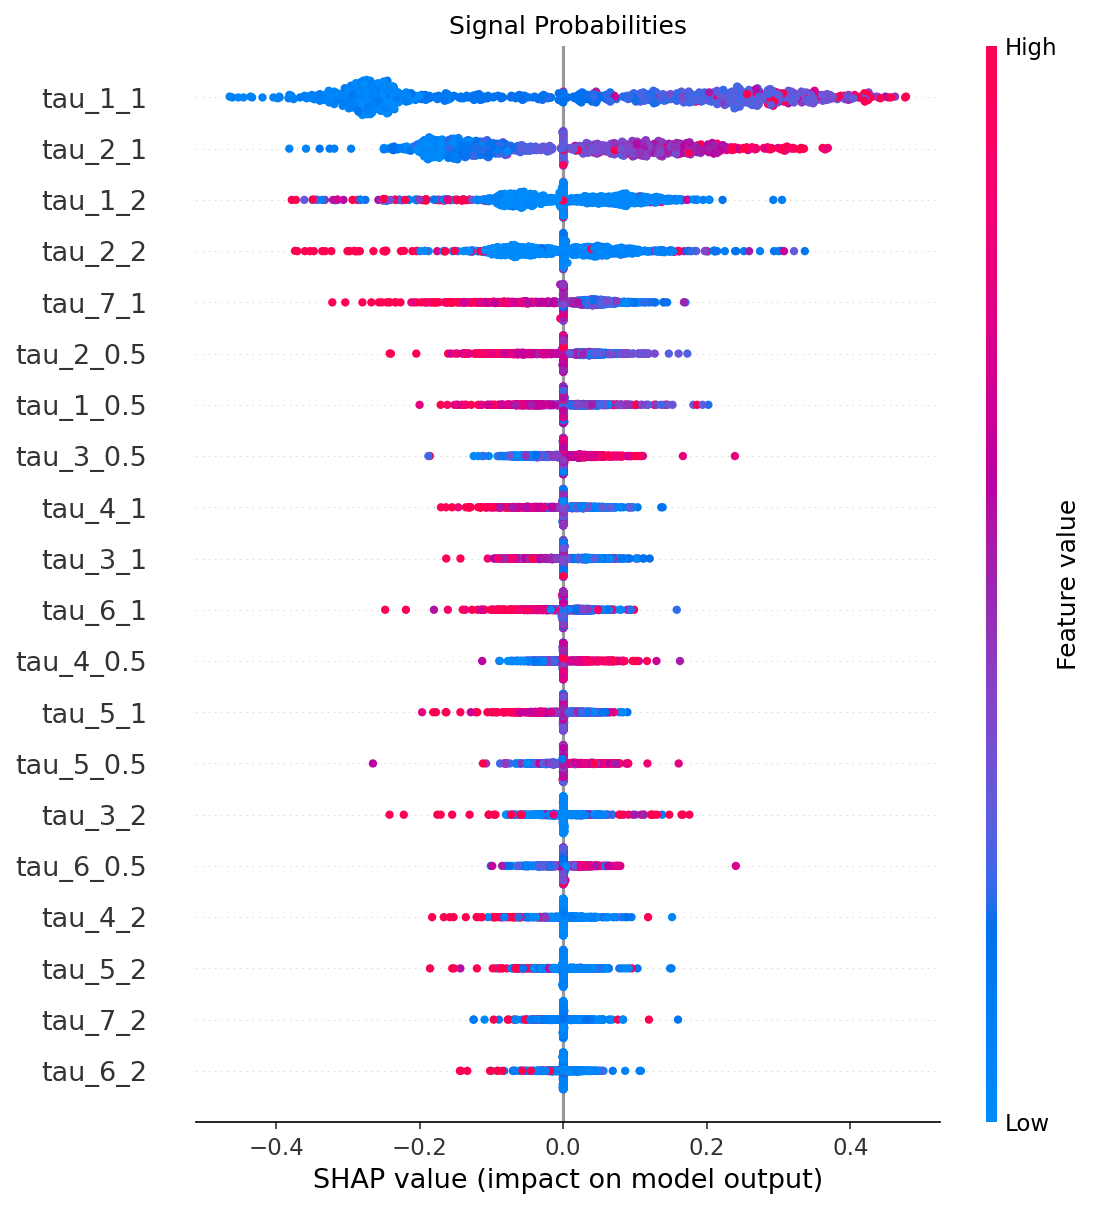 Signal Probabilities
High
tau_1_1
tau_2_1
tau_1_2
tau_2_2
tau_7_1
tau_2_0.5
tau_1_0.5
tau_3_0.5
tau_4_1
tau_3_1
tau_6_1
tau_4_0.5
tau_5_1
tau_5_0.5
tau_3_2
tau_6_0.5
tau_4_2
tau_5_2
tau_7_2
tau_6_2
Feature value
Low
−0.4 −0.2 0.0 0.2 0.4
SHAP value (impact on model output)